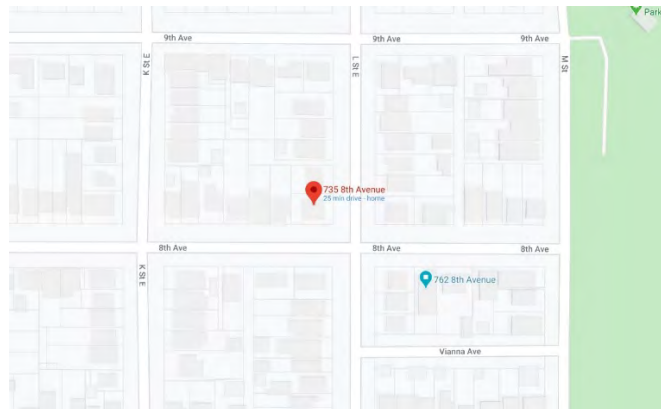 Park
9th Ave
9th Ave
9th Ave
K St E
L St E
M St
735 8th Avenue
25 min drive - home
8th Ave
8th Ave
8th Ave
K St E
762 8th Avenue
Vianna Ave